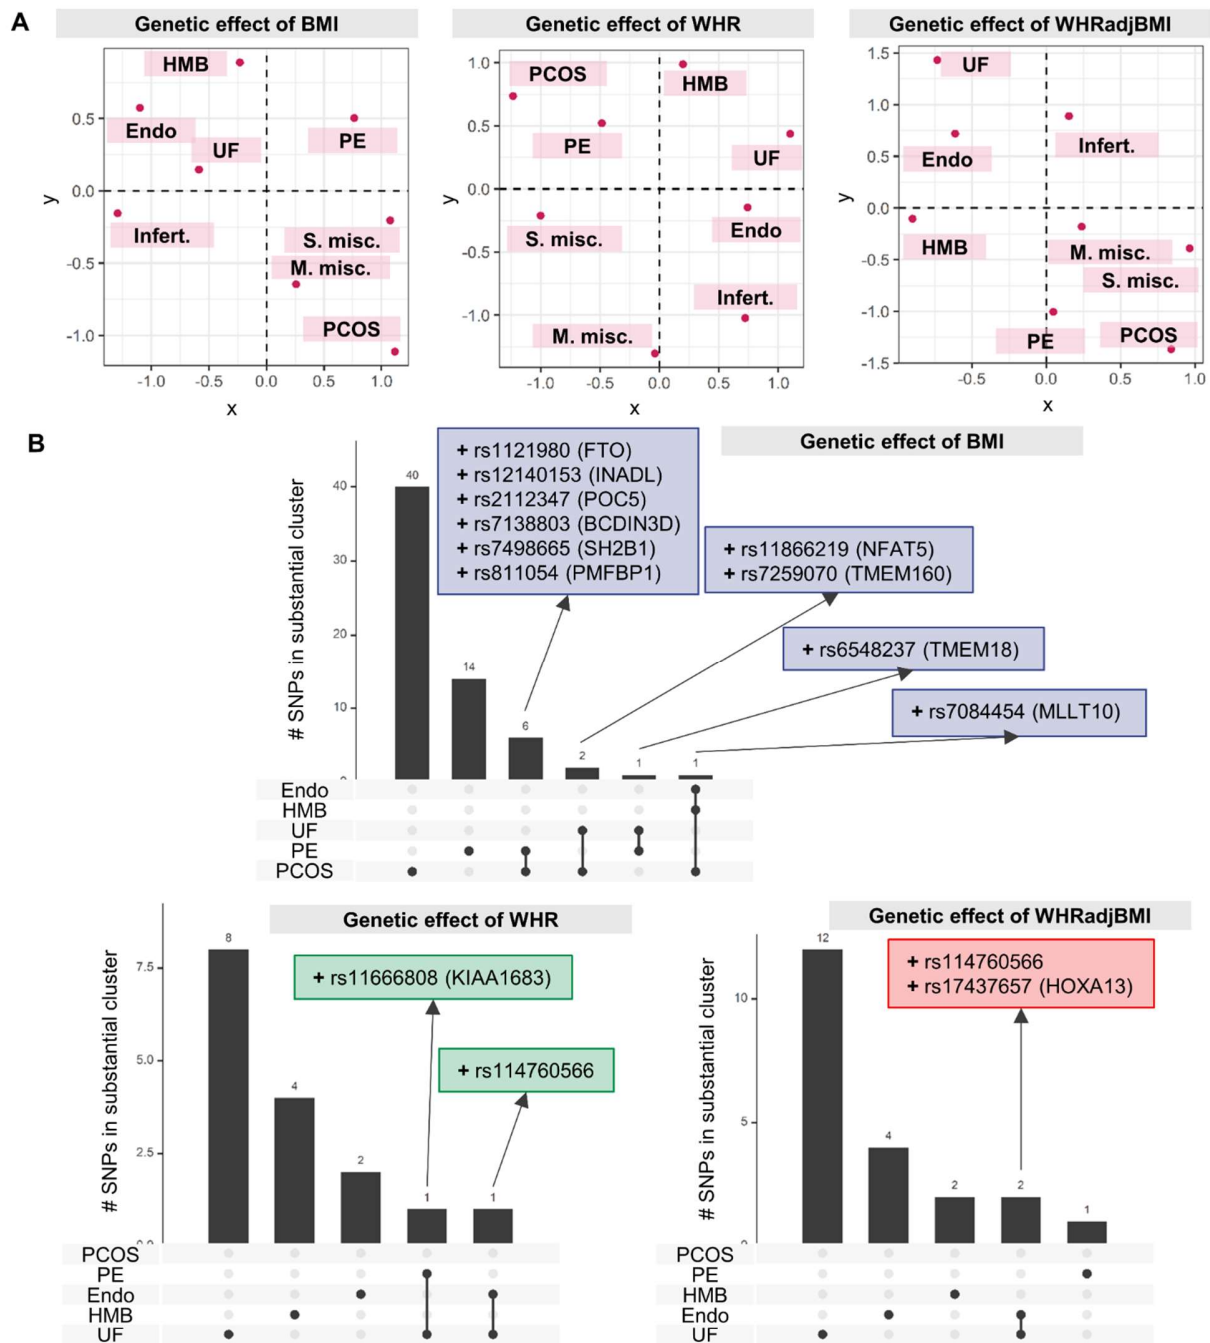 A
Genetic effect of BMI
Genetic effect of WHR
Genetic effect of WHRadjBMI
HMB
Endo
UF
PE
Infert.
S. misc.
M. misc.
PCOS
0.5
0.0
-0.5
-1.0
y
-1.0 -0.5 0.0 0.5 1.0
x
PCOS
HMB
PE
UF
S. misc.
Endo
Infert.
M. misc.
1.0
0.5
0.0
-0.5
-1.0
y
-1.0 -0.5 0.0 0.5 1.0
x
UF
Infert.
Endo
HMB
M. misc.
S. misc.
PE
PCOS
1.5
1.0
0.5
0.0
-0.5
-1.0
-1.5
y
-0.5 0.0 0.5 1.0
x
B
Genetic effect of BMI
# SNPs in substantial cluster
40
30
20
10
40
14
6
2
1
1
+ rs1121980 (FTO)
+ rs12140153 (INADL)
+ rs2112347 (POC5)
+ rs7138803 (BCDIN3D)
+ rs7498665 (SH2B1)
+ rs811054 (PMFBP1)
+ rs11866219 (NFAT5)
+ rs7259070 (TMEM160)
+ rs6548237 (TMEM18)
+ rs7084454 (MLLT10)
Endo
HMB
UF
PE
PCOS
Genetic effect of WHR
# SNPs in substantial cluster
7.5
5.0
2.5
8
4
2
1
1
+ rs11666808 (KIAA1683)
+ rs114760566
PCOS
PE
Endo
HMB
UF
Genetic effect of WHRadjBMI
# SNPs in substantial cluster
10
5
12
4
2
2
1
+ rs114760566
+ rs17437657 (HOXA13)
PCOS
PE
HMB
Endo
UF